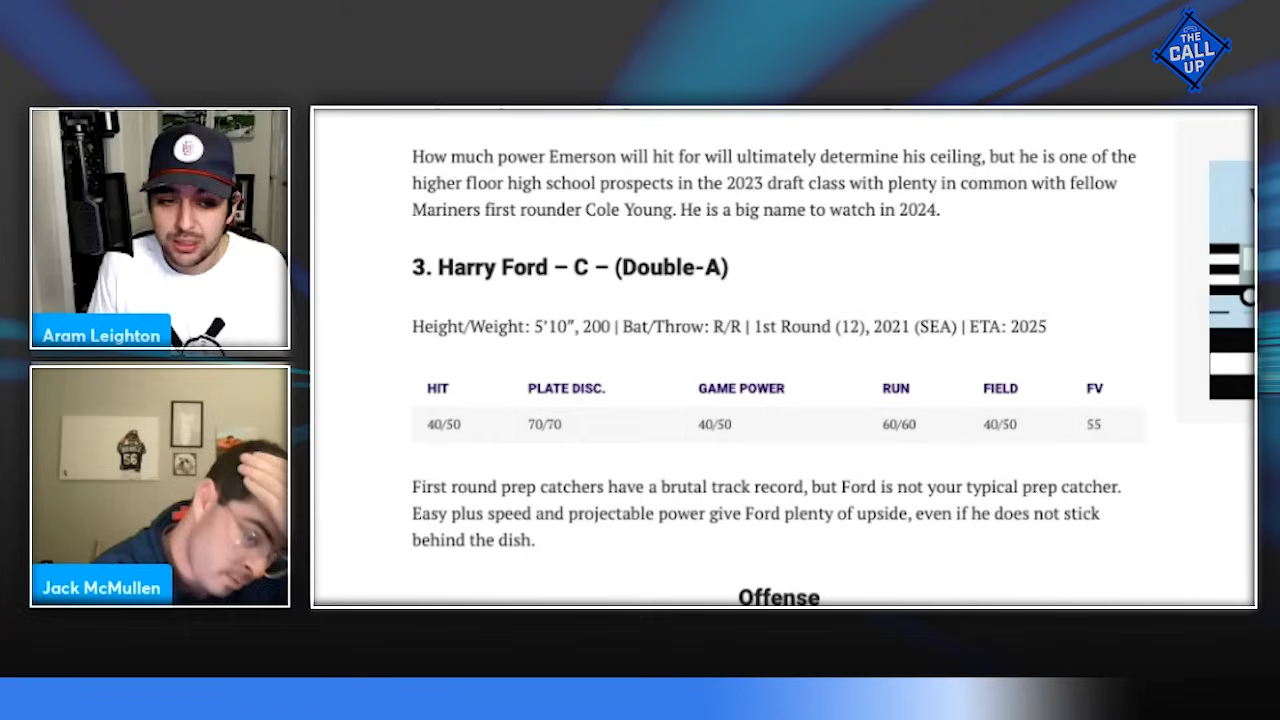 THE
CALL
UP
Aram Leighton
56
Jack McMullen
How much power Emerson will hit for will ultimately determine his ceiling, but he is one of the
higher floor high school prospects in the 2023 draft class with plenty in common with fellow
Mariners first rounder Cole Young. He is a big name to watch in 2024.
3. Harry Ford – C – (Double-A)
Height/Weight: 5’10″, 200 | Bat/Throw: R/R | 1st Round (12), 2021 (SEA) | ETA: 2025
HIT PLATE DISC. GAME POWER RUN FIELD FV
40/50 70/70 40/50 60/60 40/50 55
First round prep catchers have a brutal track record, but Ford is not your typical prep catcher.
Easy plus speed and projectable power give Ford plenty of upside, even if he does not stick
behind the dish.
Offense